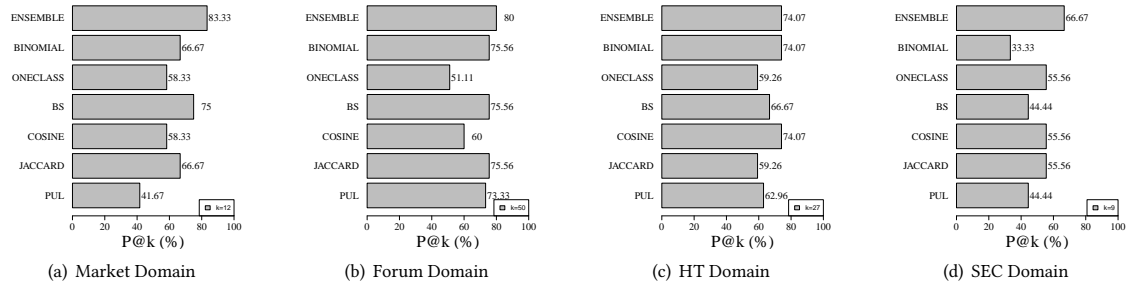 ENSEMBLE 83.33
BINOMIAL 66.67
ONECLASS 58.33
BS 75
COSINE 58.33
JACCARD 66.67
PUL 41.67
k=12
0 20 40 60 80 100
P@k (%)
(a) Market Domain
ENSEMBLE 80
BINOMIAL 75.56
ONECLASS 51.11
BS 75.56
COSINE 60
JACCARD 75.56
PUL 73.33
k=50
0 20 40 60 80 100
P@k (%)
(b) Forum Domain
ENSEMBLE 74.07
BINOMIAL 74.07
ONECLASS 59.26
BS 66.67
COSINE 74.07
JACCARD 59.26
PUL 62.96
k=27
0 20 40 60 80 100
P@k (%)
(c) HT Domain
ENSEMBLE 66.67
BINOMIAL 33.33
ONECLASS 55.56
BS 44.44
COSINE 55.56
JACCARD 55.56
PUL 44.44
k=9
0 20 40 60 80 100
P@k (%)
(d) SEC Domain